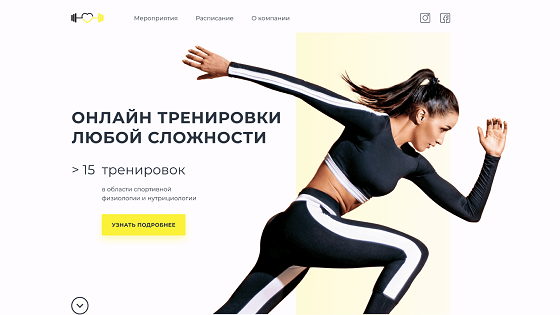 Мероприятия Расписание О компании
ОНЛАЙН ТРЕНИРОВКИ
ЛЮБОЙ СЛОЖНОСТИ
> 15 тренировок
в области спортивной
физиологии и нутрициологии
УЗНАТЬ ПОДРОБНЕЕ